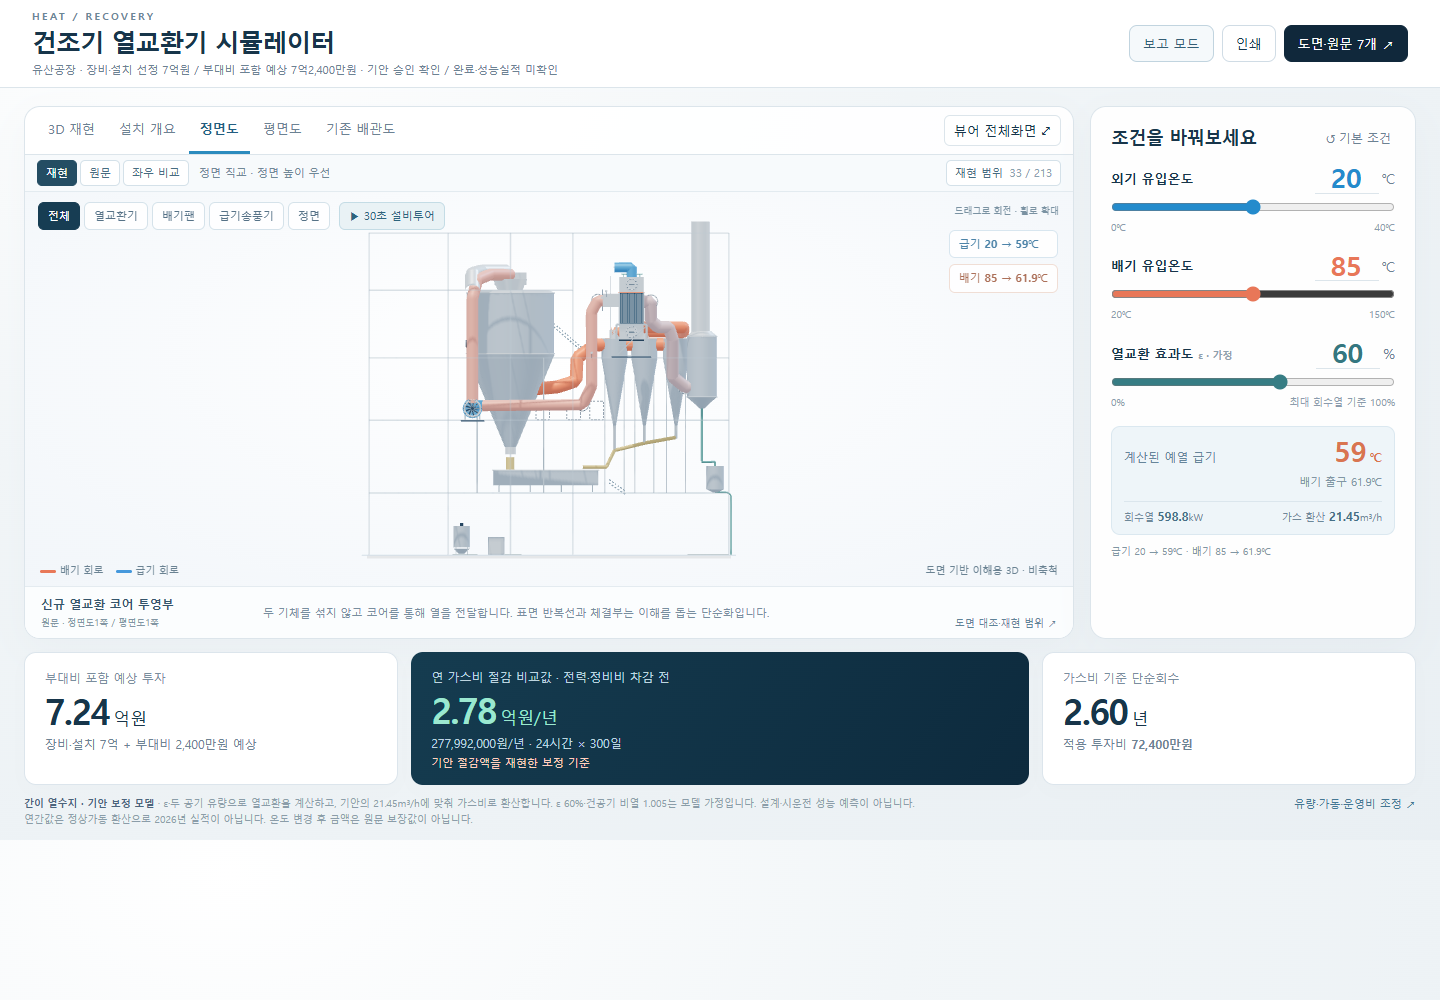 HEAT / RECOVERY
건조기 열교환기 시뮬레이터
유산공장 · 장비·설치 선정 7억원 / 부대비 포함 예상 7억2,400만원 · 기안 승인 확인 / 완료·성능실적 미확인
보고 모드
인쇄
도면·원문 7개 ↗
3D 재현
설치 개요
정면도
평면도
기존 배관도
뷰어 전체화면 ⤢
재현
원문
좌우 비교
정면 직교 · 정면 높이 우선
재현 범위 33 / 213
전체
열교환기
배기팬
급기송풍기
정면
▶ 30초 설비투어
드래그로 회전 · 휠로 확대
급기 20 → 59℃
배기 85 → 61.9℃
배기 회로
급기 회로
도면 기반 이해용 3D · 비축척
신규 열교환 코어 투영부
원문 · 정면도1쪽 / 평면도1쪽
두 기체를 섞지 않고 코어를 통해 열을 전달합니다. 표면 반복선과 체결부는 이해를 돕는 단순화입니다.
도면 대조·재현 범위 ↗
조건을 바꿔보세요
↺ 기본 조건
외기 유입온도
20 ℃
0℃
40℃
배기 유입온도
85 ℃
20℃
150℃
열교환 효과도 ε · 가정
60 %
0%
최대 회수열 기준 100%
계산된 예열 급기
59 ℃
배기 출구 61.9℃
회수열 598.8kW
가스 환산 21.45m³/h
급기 20 → 59℃ · 배기 85 → 61.9℃
부대비 포함 예상 투자
7.24 억원
장비·설치 7억 + 부대비 2,400만원 예상
연 가스비 절감 비교값 · 전력·정비비 차감 전
2.78 억원/년
277,992,000원/년 · 24시간 × 300일
기안 절감액을 재현한 보정 기준
가스비 기준 단순회수
2.60 년
적용 투자비 72,400만원
간이 열수지 · 기안 보정 모델 · ε·두 공기 유량으로 열교환을 계산하고, 기안의 21.45m³/h에 맞춰 가스비로 환산합니다. ε 60%·건공기 비열 1.005는 모델 가정입니다. 설계·시운전 성능 예측이 아닙니다.
연간값은 정상가동 환산으로 2026년 실적이 아닙니다. 온도 변경 후 금액은 원문 보장값이 아닙니다.
유량·가동·운영비 조정 ↗